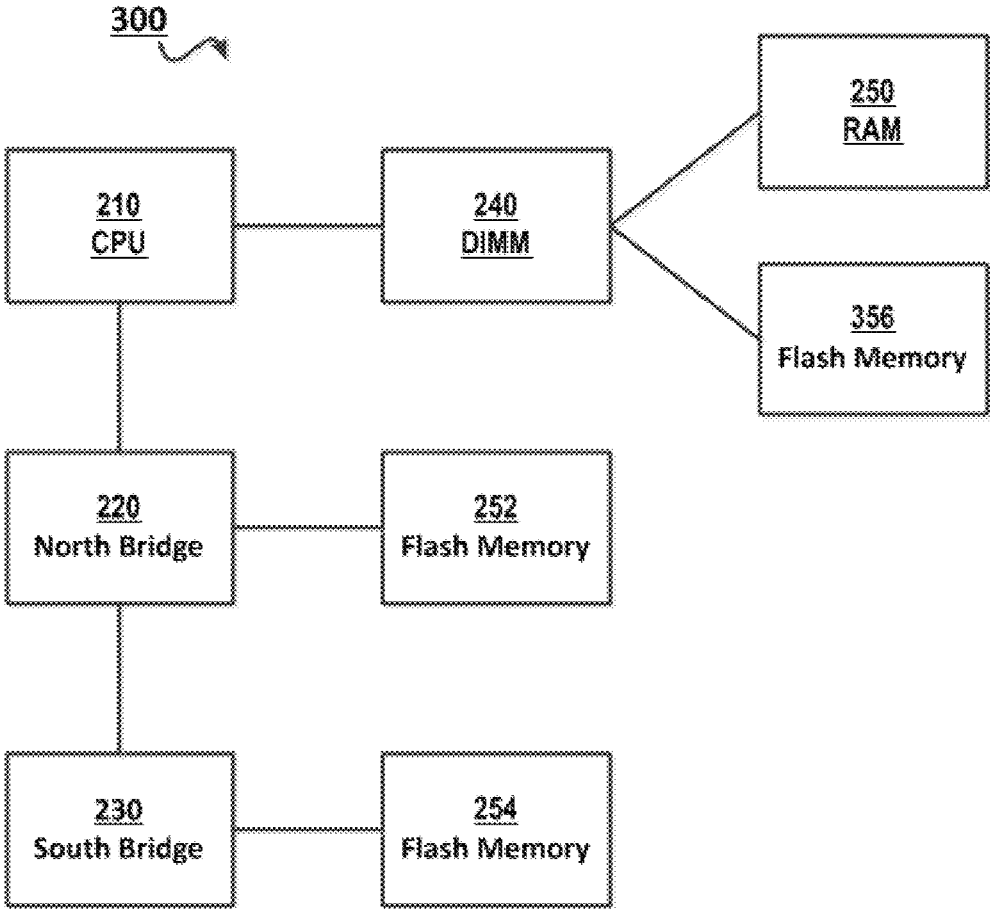 300
250
RAM
210
CPU
240
DIMM
356
Flash Memory
220
North Bridge
252
Flash Memory
230
South Bridge
254
Flash Memory